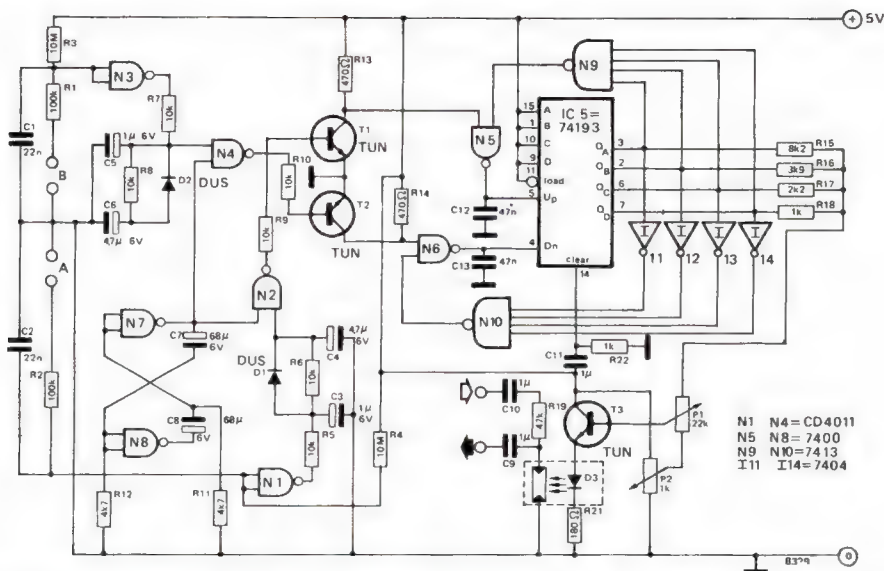 5V
R3
10M
R1
100k
B
C1
22n
N3
R7
10k
1µ 6V
C5
R8
10k
D2
DUS
C6
47µ 6V
A
C2
22n
R2
100k
N4
R10
10k
R9
10k
R13
470Ω
T1
TUN
T2
TUN
R14
470Ω
N2
N7
C7
68µ
6V
C8
68µ
6V
N8
R12
4k7
R11
4k7
DUS
D1
R6
10k
47µ
6V
C4
C3
1µ
6V
R5
10k
N1
R4
10M
N5
N9
C12
47n
N6
C13
47n
N10
IC 5=
74193
15 A
1 B
10 C
9 D
11 load
5 Up
4 Dn
clear
14
3 QA
2 QB
6 QC
7 QD
8k2 R15
3k9 R16
2k2 R17
1k R18
I I I I
11 12 13 14
C11
1µ
1k
R22
C10
1µ
R19
47k
C9
1µ
T3
TUN
D3
R21
180Ω
P1
22k
P2
1k
N1 N4=CD4011
N5 N8=7400
N9 N10=7413
I11 I14=7404
0
8379